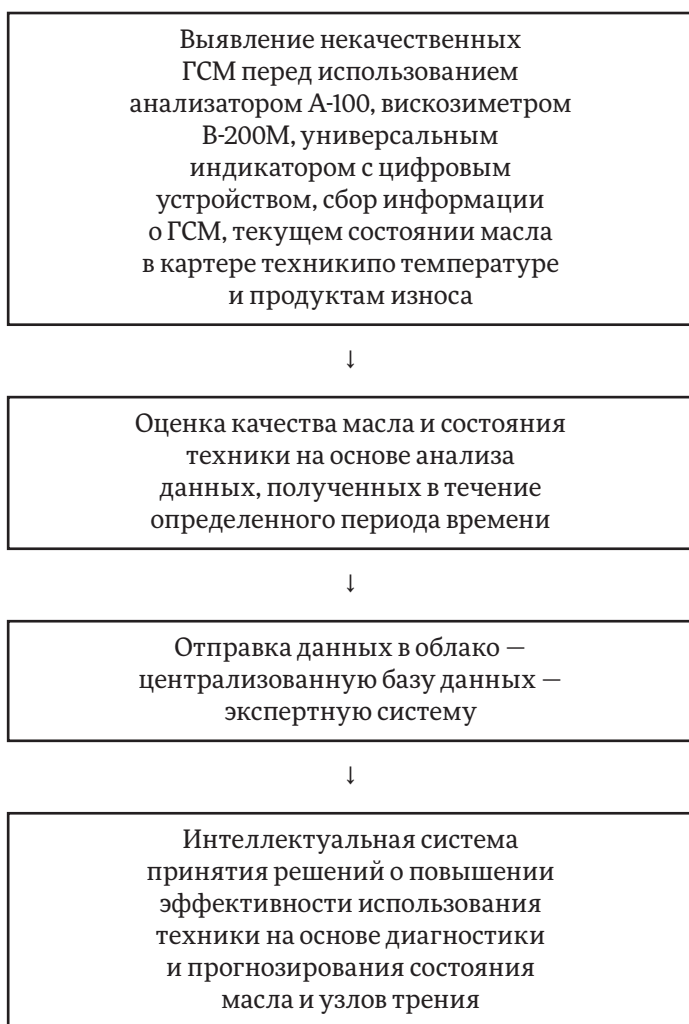 Выявление некачественных
ГСМ перед использованием
анализатором А-100, вискозиметром
В-200М, универсальным
индикатором с цифровым
устройством, сбор информации
о ГСМ, текущем состоянии масла
в картере техникипо температуре
и продуктам износа
↓
Оценка качества масла и состояния
техники на основе анализа
данных, полученных в течение
определенного периода времени
↓
Отправка данных в облако —
централизованную базу данных —
экспертную систему
↓
Интеллектуальная система
принятия решений о повышении
эффективности использования
техники на основе диагностики
и прогнозирования состояния
масла и узлов трения